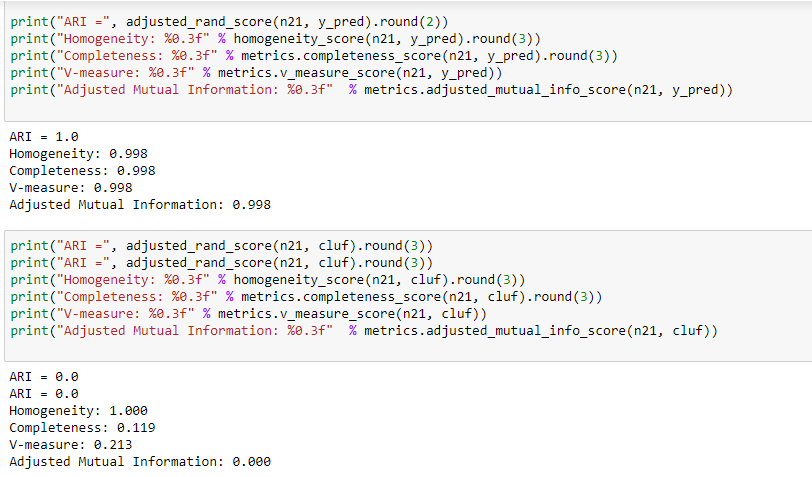 print("ARI =", adjusted_rand_score(n21, y_pred).round(2))
print("Homogeneity: %0.3f" % homogeneity_score(n21, y_pred).round(3))
print("Completeness: %0.3f" % metrics.completeness_score(n21, y_pred).round(3))
print("V-measure: %0.3f" % metrics.v_measure_score(n21, y_pred))
print("Adjusted Mutual Information: %0.3f"  % metrics.adjusted_mutual_info_score(n21, y_pred))
ARI = 1.0
Homogeneity: 0.998
Completeness: 0.998
V-measure: 0.998
Adjusted Mutual Information: 0.998
print("ARI =", adjusted_rand_score(n21, cluf).round(3))
print("ARI =", adjusted_rand_score(n21, cluf).round(3))
print("Homogeneity: %0.3f" % homogeneity_score(n21, cluf).round(3))
print("Completeness: %0.3f" % metrics.completeness_score(n21, cluf).round(3))
print("V-measure: %0.3f" % metrics.v_measure_score(n21, cluf))
print("Adjusted Mutual Information: %0.3f"  % metrics.adjusted_mutual_info_score(n21, cluf))
ARI = 0.0
ARI = 0.0
Homogeneity: 1.000
Completeness: 0.119
V-measure: 0.213
Adjusted Mutual Information: 0.000